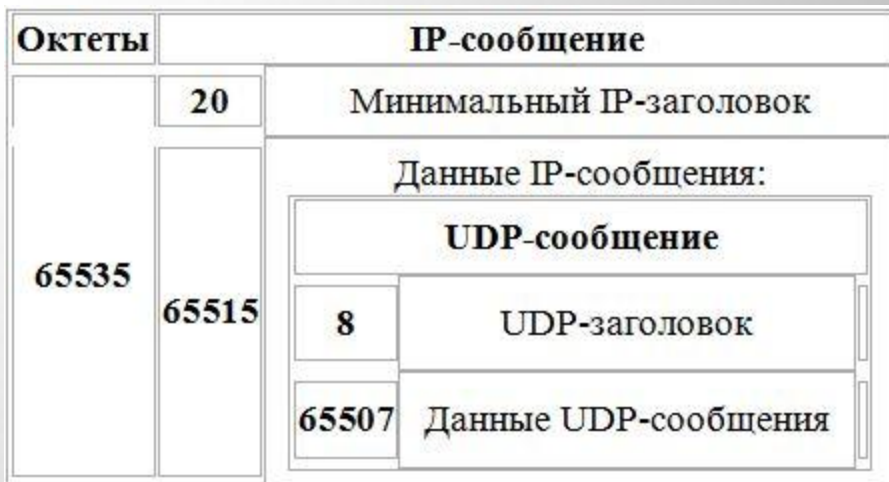 Октеты IP-сообщение
20 Минимальный IP-заголовок
65535
65515
Данные IP-сообщения:
UDP-сообщение
8 UDP-заголовок
65507 Данные UDP-сообщения